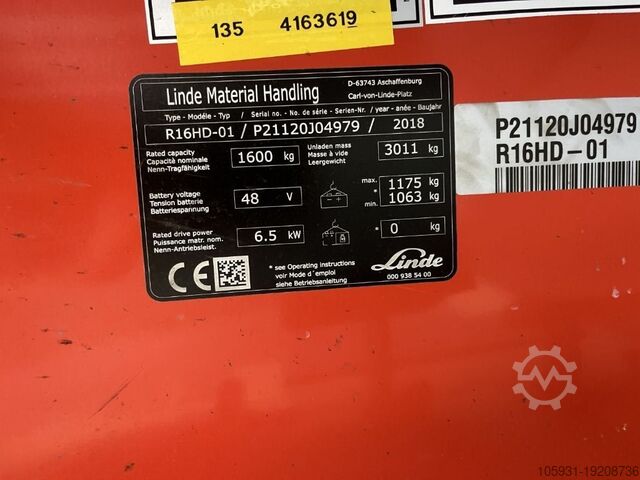 135 4163619
Linde Material Handling
D-63743 Aschaffenburg
Carl-von-Linde-Platz
Type - Modéle - Typ / Serial no. - No. de série - Serien-Nr. / year - anée - Baujahr
R16HD-01 / P21120J04979 / 2018
Rated capacity
Capacité nominale
Nenn-Tragfähigkeit
1600 kg
Unladen mass
Masse à vide
Leergewicht
3011 kg
Battery voltage
Tension batterie
Batteriespannung
48 V
max. 1175 kg
* *
min. 1063 kg
Rated drive power
Puissance matr. nom.
Nenn-Antriebsleist.
6.5 kW
* 0 kg
CE
* see Operating instructions
voir Mode d´emploi
siehe Betriebsanleitung
Linde
000 938 54 00
P21120J04979
R16HD-01
105931-19208736